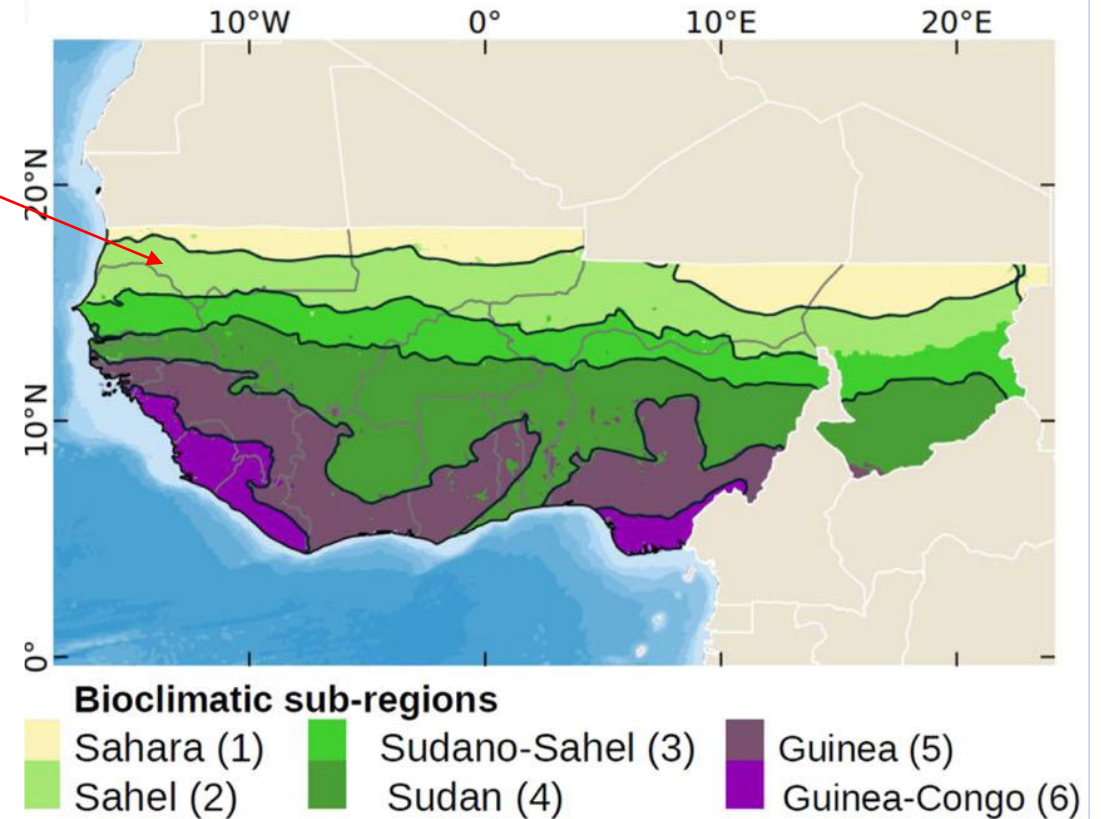 10°W 0° 10°E 20°E
20°N
10°N
0°
Bioclimatic sub-regions
Sahara (1) Sudano-Sahel (3) Guinea (5)
Sahel (2) Sudan (4) Guinea-Congo (6)